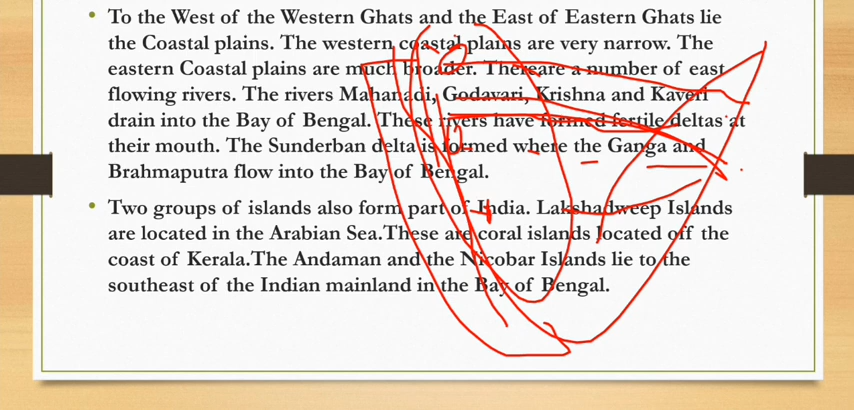 • To the West of the Western Ghats and the East of Eastern Ghats lie
the Coastal plains. The western coastal plains are very narrow. The
eastern Coastal plains are much broader. There are a number of east
flowing rivers. The rivers Mahanadi, Godavari, Krishna and Kaveri
drain into the Bay of Bengal. These rivers have formed fertile deltas at
their mouth. The Sunderban delta is formed where the Ganga and
Brahmaputra flow into the Bay of Bengal.
• Two groups of islands also form part of India. Lakshadweep Islands
are located in the Arabian Sea.These are coral islands located off the
coast of Kerala.The Andaman and the Nicobar Islands lie to the
southeast of the Indian mainland in the Bay of Bengal.